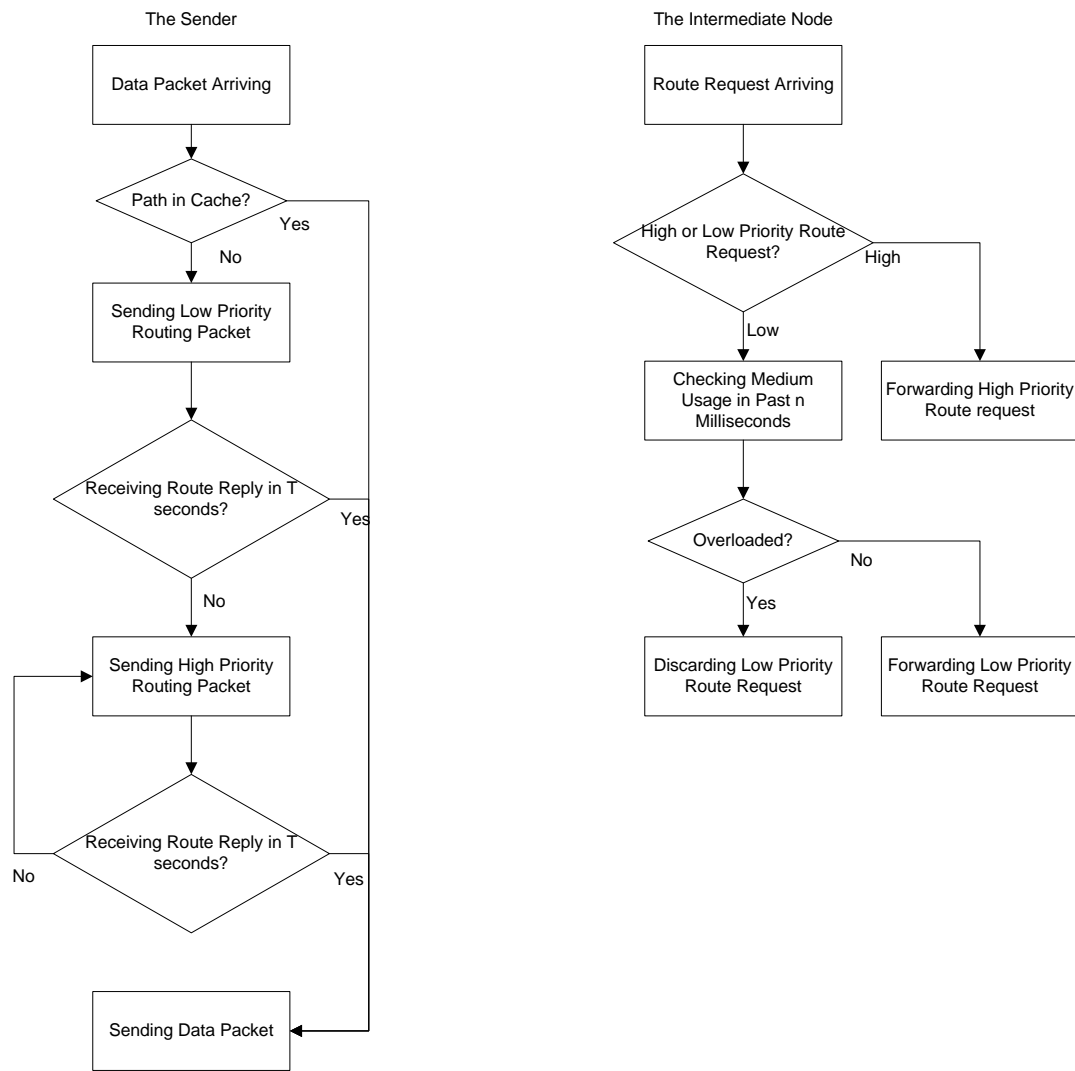 The Sender
Data Packet Arriving
Path in Cache?
Yes
No
Sending Low Priority
Routing Packet
Receiving Route Reply in T
seconds?
Yes
No
Sending High Priority
Routing Packet
Receiving Route Reply in T
seconds?
No
Yes
Sending Data Packet
The Intermediate Node
Route Request Arriving
High or Low Priority Route
Request?
High
Low
Checking Medium
Usage in Past n
Milliseconds
Forwarding High Priority
Route request
Overloaded?
No
Yes
Discarding Low Priority
Route Request
Forwarding Low Priority
Route Request